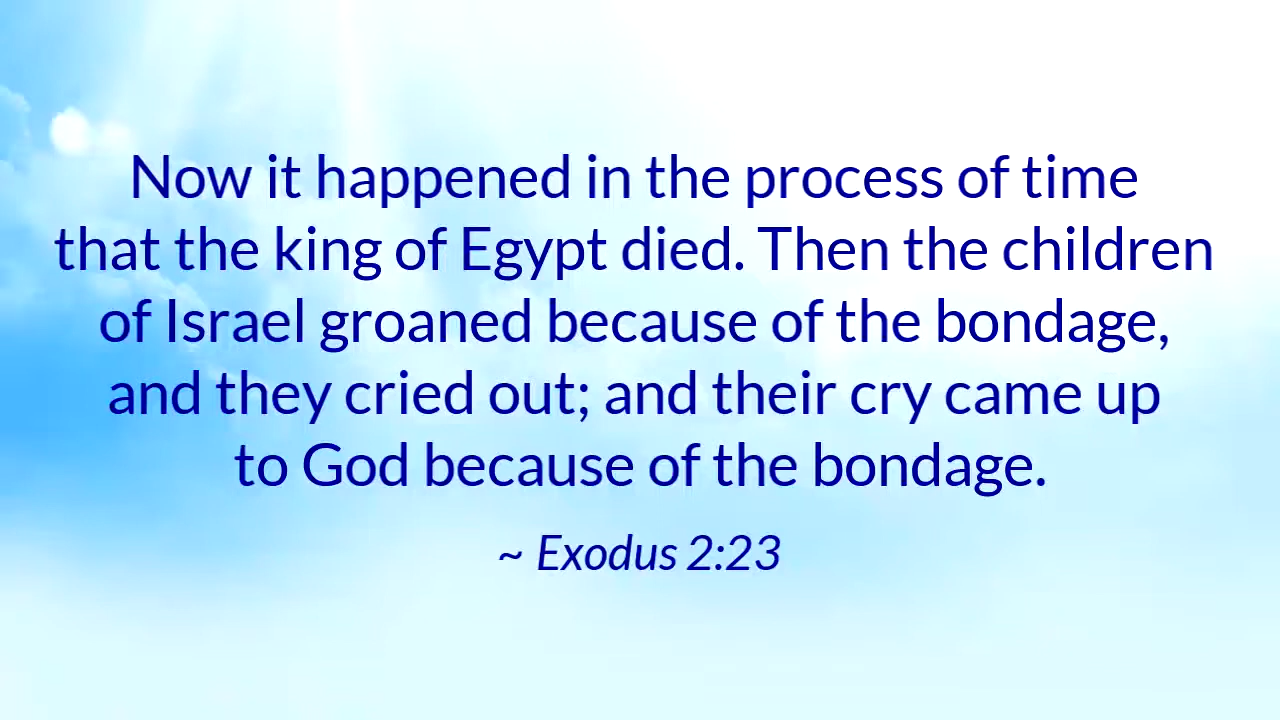 Now it happened in the process of time
that the king of Egypt died. Then the children
of Israel groaned because of the bondage,
and they cried out; and their cry came up
to God because of the bondage.
~ Exodus 2:23